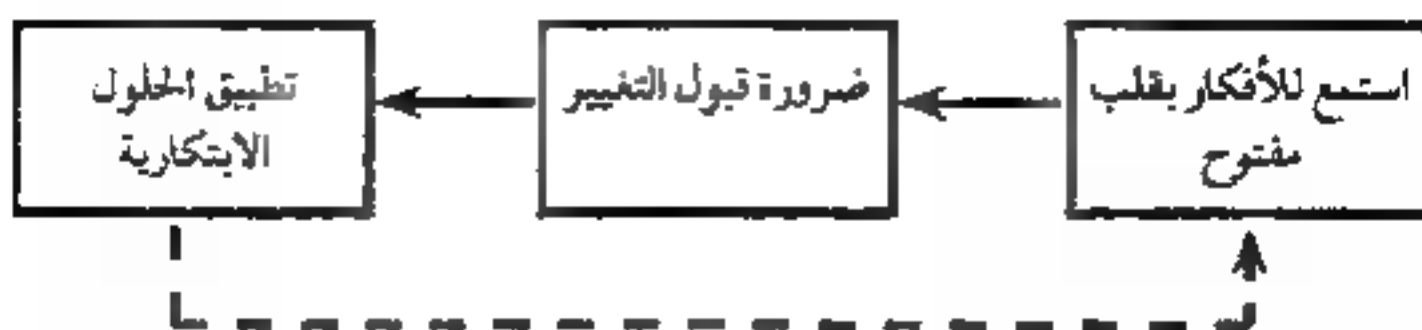 استمع للأفكار بقلب
مفتوح
ضرورة قبول التغيير
تطبيق الحلول
الابتكارية